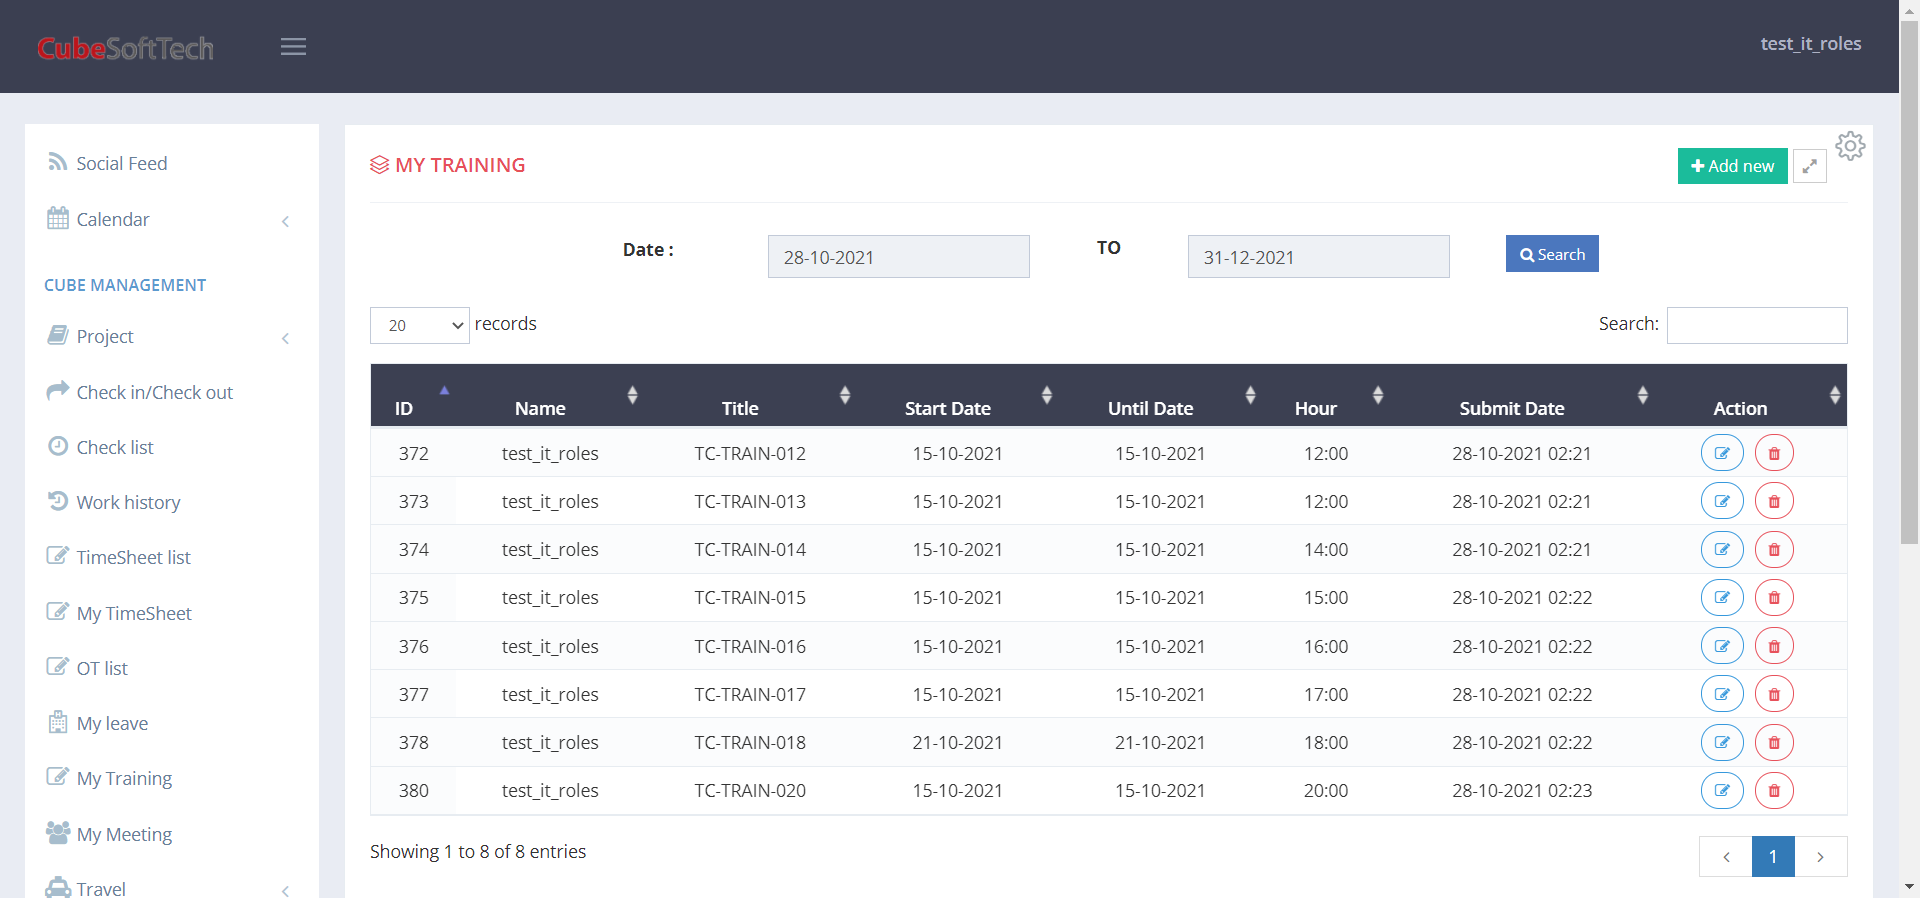 CubeSoftTech
test_it_roles
Social Feed
Calendar
CUBE MANAGEMENT
Project
Check in/Check out
Check list
Work history
TimeSheet list
My TimeSheet
OT list
My leave
My Training
My Meeting
Travel
MY TRAINING
Add new
Date :
28-10-2021
TO
31-12-2021
Search
20
records
Search:
ID Name Title Start Date Until Date Hour Submit Date Action
372 test_it_roles TC-TRAIN-012 15-10-2021 15-10-2021 12:00 28-10-2021 02:21
373 test_it_roles TC-TRAIN-013 15-10-2021 15-10-2021 12:00 28-10-2021 02:21
374 test_it_roles TC-TRAIN-014 15-10-2021 15-10-2021 14:00 28-10-2021 02:21
375 test_it_roles TC-TRAIN-015 15-10-2021 15-10-2021 15:00 28-10-2021 02:22
376 test_it_roles TC-TRAIN-016 15-10-2021 15-10-2021 16:00 28-10-2021 02:22
377 test_it_roles TC-TRAIN-017 15-10-2021 15-10-2021 17:00 28-10-2021 02:22
378 test_it_roles TC-TRAIN-018 21-10-2021 21-10-2021 18:00 28-10-2021 02:22
380 test_it_roles TC-TRAIN-020 15-10-2021 15-10-2021 20:00 28-10-2021 02:23
Showing 1 to 8 of 8 entries
1